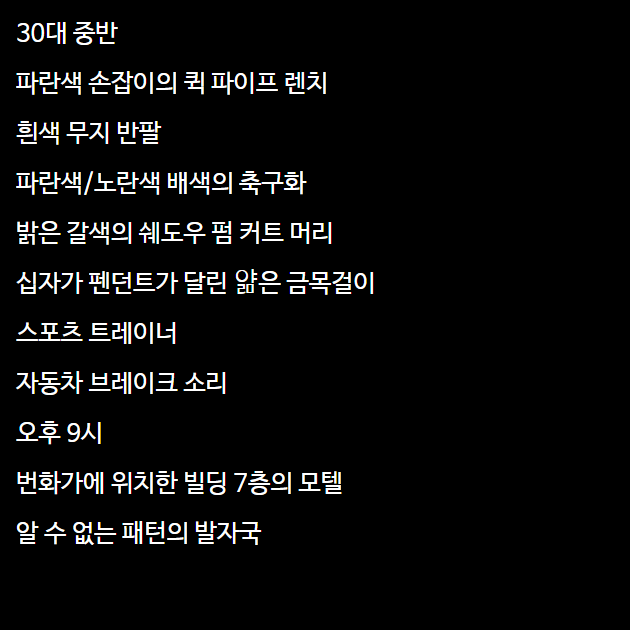 30대 중반
파란색 손잡이의 퀵 파이프 렌치
흰색 무지 반팔
파란색/노란색 배색의 축구화
밝은 갈색의 쉐도우 펌 커트 머리
십자가 펜던트가 달린 얇은 금목걸이
스포츠 트레이너
자동차 브레이크 소리
오후 9시
번화가에 위치한 빌딩 7층의 모텔
알 수 없는 패턴의 발자국